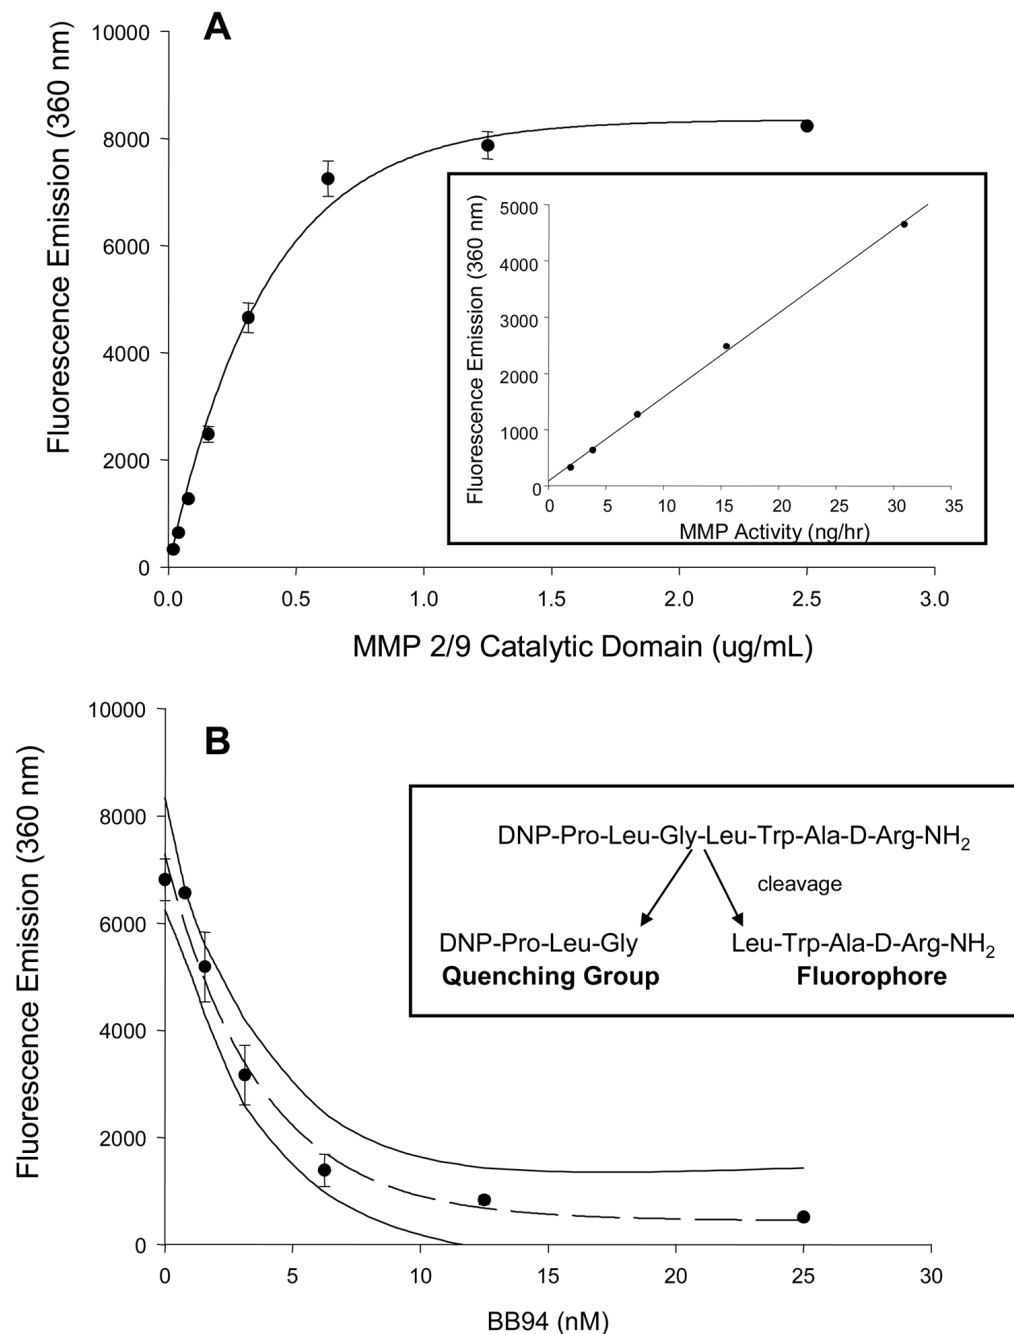 A
10000
8000
6000
4000
2000
0
Fluorescence Emission (360 nm)
0.0 0.5 1.0 1.5 2.0 2.5 3.0
MMP 2/9 Catalytic Domain (ug/mL)
5000
4000
3000
2000
1000
0
Fluorescence Emission (360 nm)
0 5 10 15 20 25 30 35
MMP Activity (ng/hr)
B
10000
8000
6000
4000
2000
0
Fluorescence Emission (360 nm)
DNP-Pro-Leu-Gly-Leu-Trp-Ala-D-Arg-NH2
cleavage
DNP-Pro-Leu-Gly Leu-Trp-Ala-D-Arg-NH2
Quenching Group Fluorophore
0 5 10 15 20 25 30
BB94 (nM)